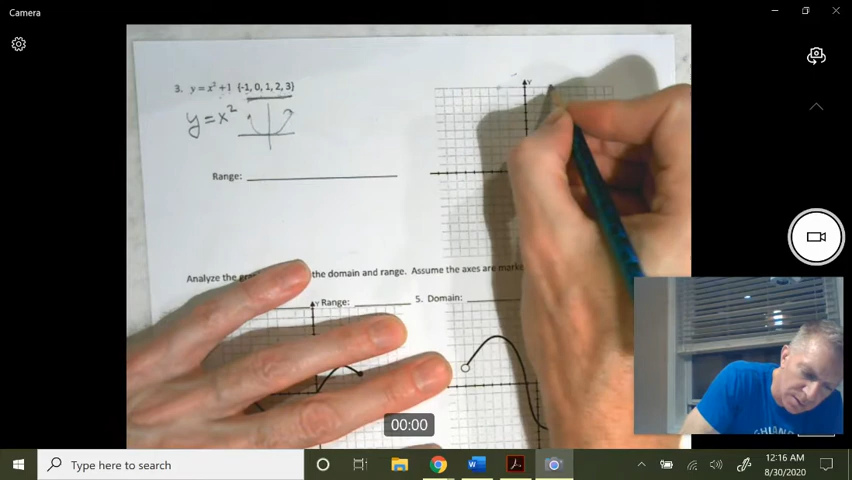 Camera
3. y = x² +1 {-1, 0, 1, 2, 3}
y = x²
Y
Range:
Analyze the
the domain and range. Assume the axes are
Y Range:
5. Domain:
00:00
Type here to search
12:16 AM
8/30/2020